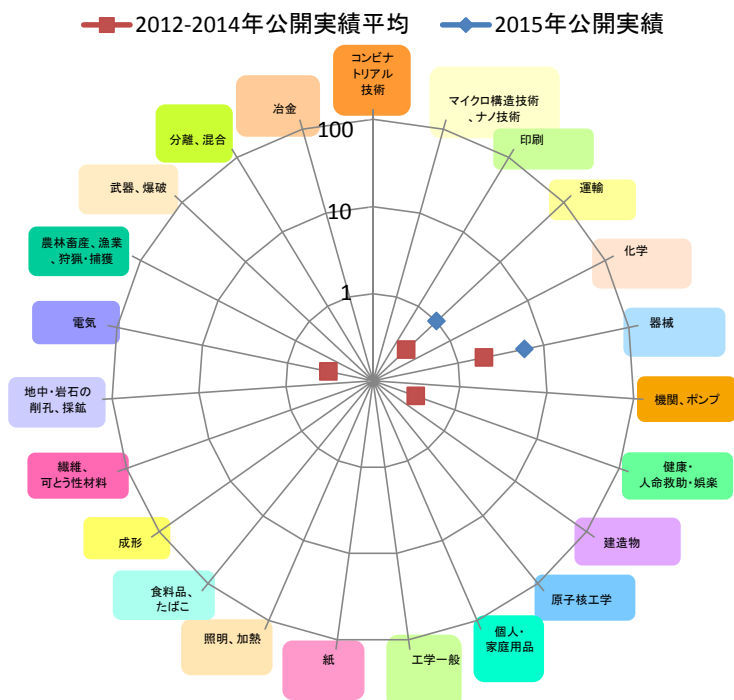 2012-2014年公開実績平均
2015年公開実績
コンビナ
トリアル
技術
マイクロ構造技術
、ナノ技術
印刷
運輸
化学
器械
機関、ポンプ
健康・
人命救助・娯楽
建造物
原子核工学
個人・
家庭用品
工学一般
紙
照明、加熱
食料品、
たばこ
成形
繊維、
可とう性材料
地中・岩石の
削孔、採鉱
電気
農林畜産、漁業
、狩猟・捕獲
武器、爆破
分離、混合
冶金
100
10
1